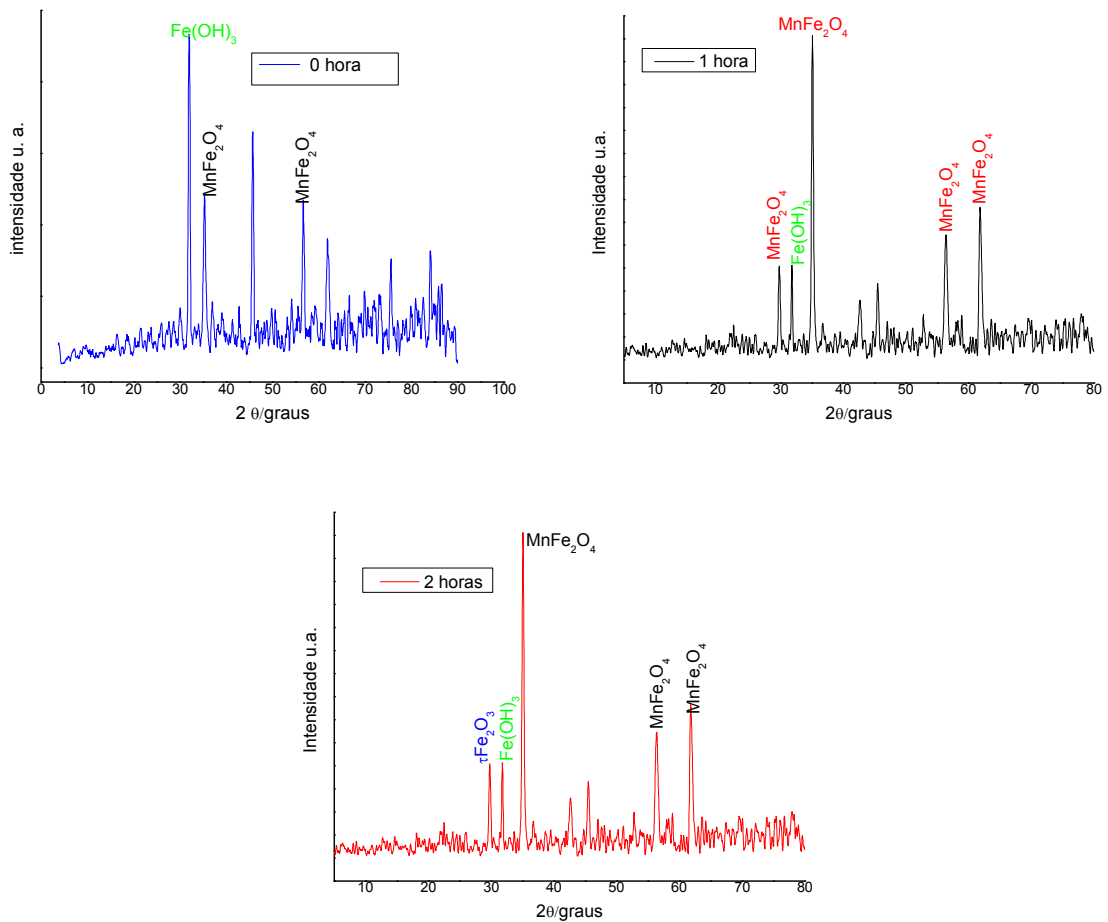 Fe(OH)₃
0 hora
MnFe₂O₄
MnFe₂O₄
intensidade u. a.
0 10 20 30 40 50 60 70 80 90 100
2 θ/graus
MnFe₂O₄
1 hora
MnFe₂O₄
Fe(OH)₃
MnFe₂O₄
MnFe₂O₄
Intensidade u.a.
10 20 30 40 50 60 70 80
2θ/graus
MnFe₂O₄
2 horas
τFe₂O₃
Fe(OH)₃
MnFe₂O₄
MnFe₂O₄
Intensidade u.a.
10 20 30 40 50 60 70 80
2θ/graus